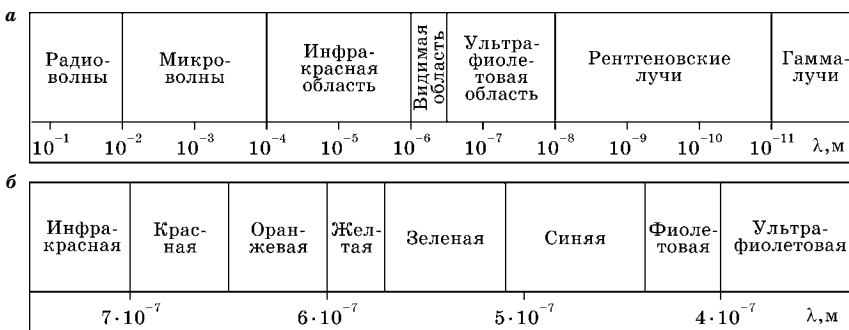 а
Радио-
волны
Микро-
волны
Инфра-
красная
область
Видимая
область
Ультра-
фиоле-
товая
область
Рентгеновские
лучи
Гамма-
лучи
10⁻¹ 10⁻² 10⁻³ 10⁻⁴ 10⁻⁵ 10⁻⁶ 10⁻⁷ 10⁻⁸ 10⁻⁹ 10⁻¹⁰ 10⁻¹¹ λ,м
б
Инфра-
красная
Крас-
ная
Оран-
жевая
Жел-
тая
Зеленая
Синяя
Фиоле-
товая
Ультра-
фиолетовая
7·10⁻⁷ 6·10⁻⁷ 5·10⁻⁷ 4·10⁻⁷ λ,м